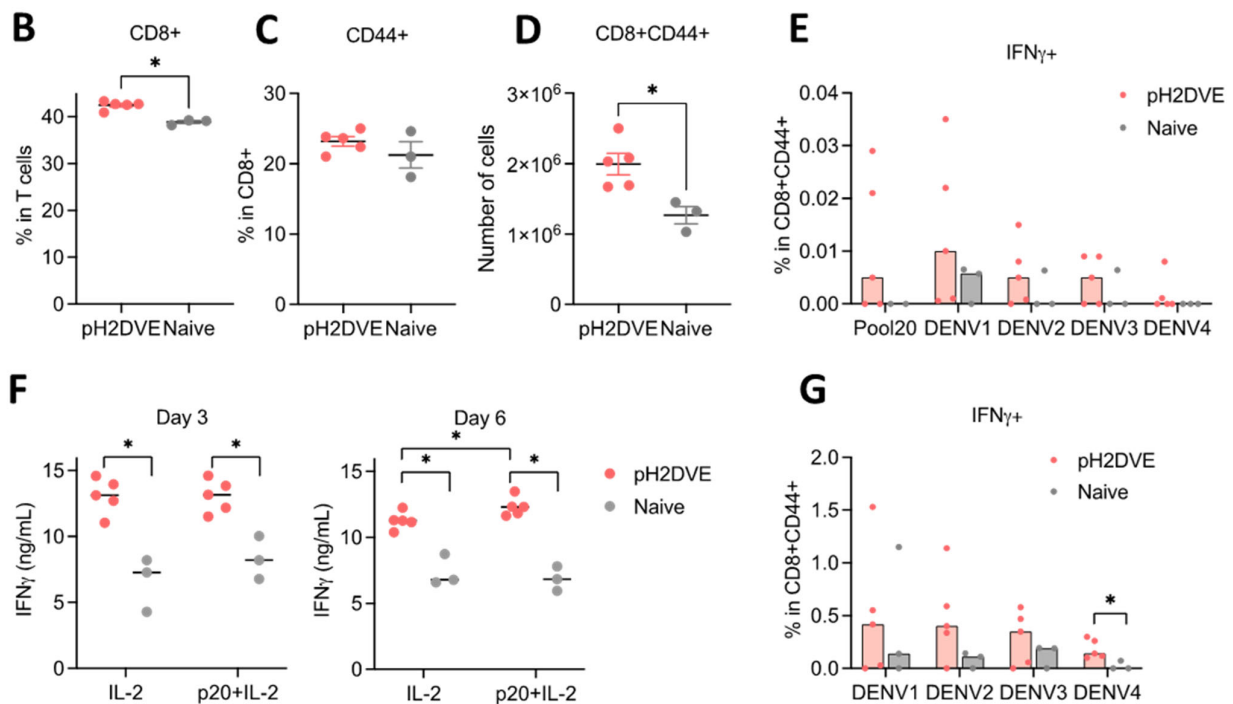 B
CD8+
*
% in T cells
40
30
20
10
0
pH2DVE Naive
C
CD44+
% in CD8+
30
20
10
0
pH2DVE Naive
D
CD8+CD44+
*
Number of cells
3×10⁶
2×10⁶
1×10⁶
0
pH2DVE Naive
E
IFNγ+
pH2DVE
Naive
% in CD8+CD44+
0.04
0.03
0.02
0.01
0.00
Pool20 DENV1 DENV2 DENV3 DENV4
F
Day 3
* *
IFNγ (ng/mL)
15
10
5
0
IL-2 p20+IL-2
Day 6
*
* *
IFNγ (ng/mL)
15
10
5
0
IL-2 p20+IL-2
pH2DVE
Naive
G
IFNγ+
pH2DVE
Naive
*
% in CD8+CD44+
2.0
1.5
1.0
0.5
0.0
DENV1 DENV2 DENV3 DENV4